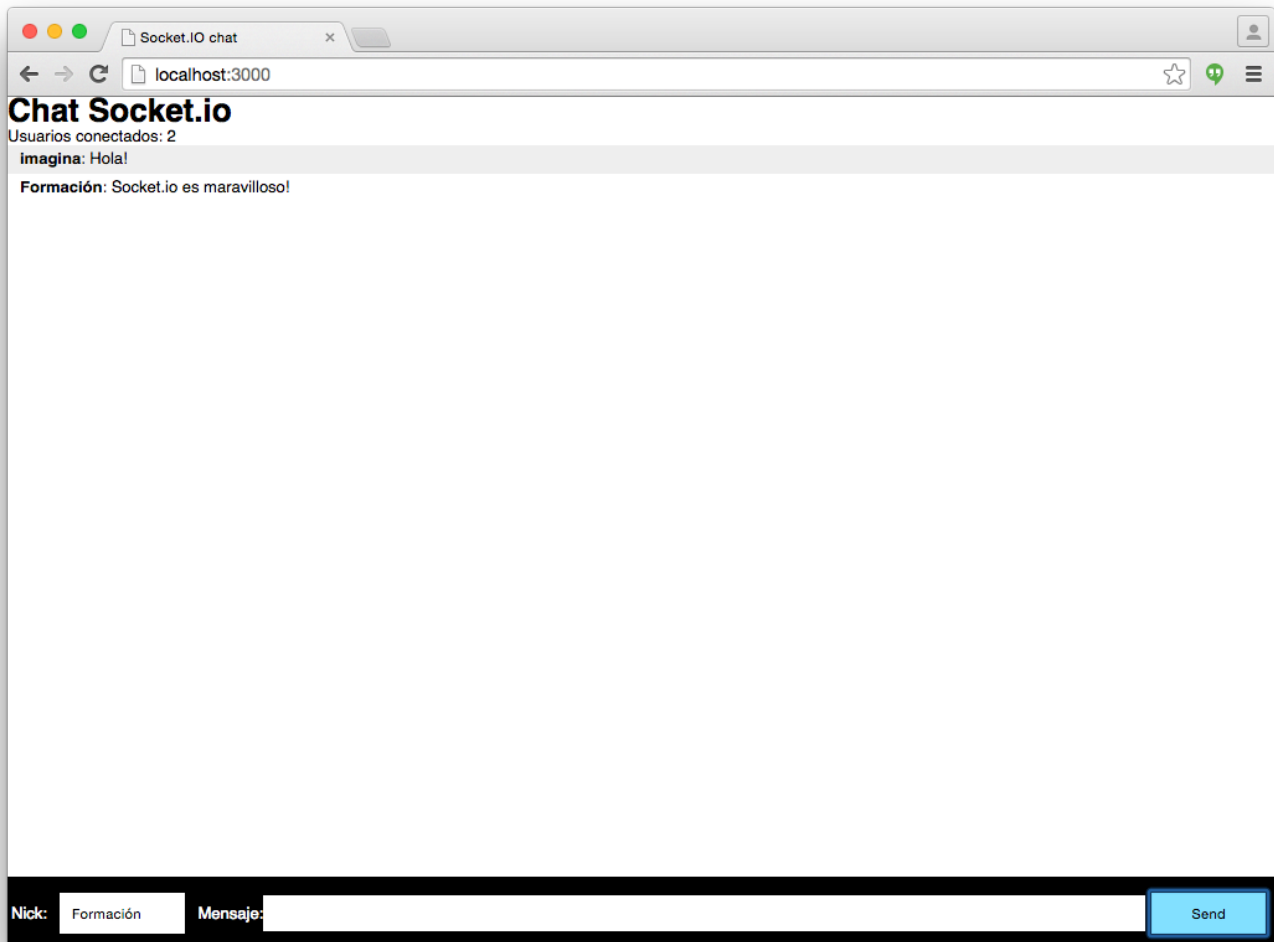 Socket.IO chat
localhost:3000
Chat Socket.io
Usuarios conectados: 2
imagina: Hola!
Formación: Socket.io es maravilloso!
Nick: Formación Mensaje: Send